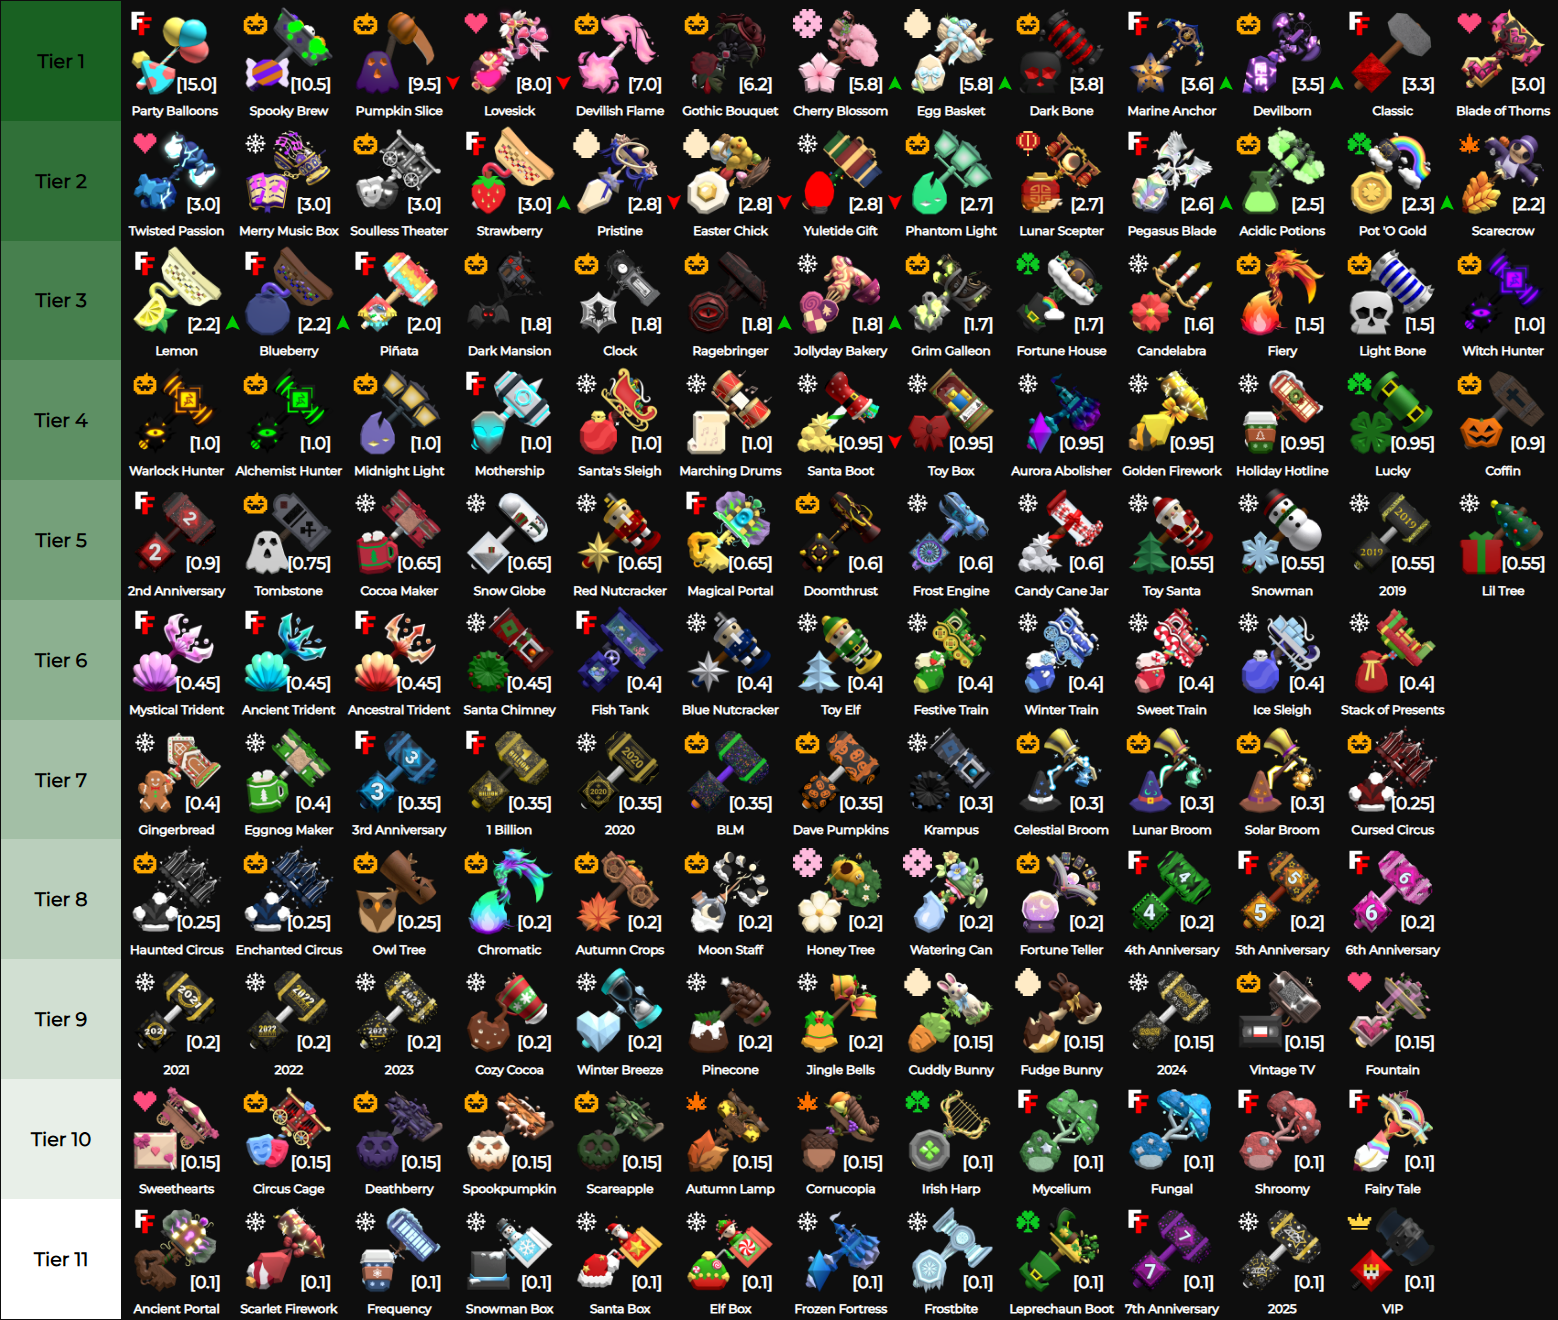 Tier 1
[15.0] [10.5] [9.5] [8.0] [7.0] [6.2] [5.8] [5.8] [3.8] [3.6] [3.5] [3.3] [3.0]
Party Balloons Spooky Brew Pumpkin Slice Lovesick Devilish Flame Gothic Bouquet Cherry Blossom Egg Basket Dark Bone Marine Anchor Devilborn Classic Blade of Thorns
Tier 2
[3.0] [3.0] [3.0] [3.0] [2.8] [2.8] [2.8] [2.7] [2.7] [2.6] [2.5] [2.3] [2.2]
Twisted Passion Merry Music Box Soulless Theater Strawberry Pristine Easter Chick Yuletide Gift Phantom Light Lunar Scepter Pegasus Blade Acidic Potions Pot 'O Gold Scarecrow
Tier 3
[2.2] [2.2] [2.0] [1.8] [1.8] [1.8] [1.8] [1.7] [1.7] [1.6] [1.5] [1.5] [1.0]
Lemon Blueberry Piñata Dark Mansion Clock Ragebringer Jollyday Bakery Grim Galleon Fortune House Candelabra Fiery Light Bone Witch Hunter
Tier 4
[1.0] [1.0] [1.0] [1.0] [1.0] [1.0] [0.95] [0.95] [0.95] [0.95] [0.95] [0.95] [0.9]
Warlock Hunter Alchemist Hunter Midnight Light Mothership Santa's Sleigh Marching Drums Santa Boot Toy Box Aurora Abolisher Golden Firework Holiday Hotline Lucky Coffin
Tier 5
[0.9] [0.75] [0.65] [0.65] [0.65] [0.65] [0.6] [0.6] [0.6] [0.55] [0.55] [0.55] [0.55]
2nd Anniversary Tombstone Cocoa Maker Snow Globe Red Nutcracker Magical Portal Doomthrust Frost Engine Candy Cane Jar Toy Santa Snowman 2019 Lil Tree
Tier 6
[0.45] [0.45] [0.45] [0.45] [0.4] [0.4] [0.4] [0.4] [0.4] [0.4] [0.4] [0.4]
Mystical Trident Ancient Trident Ancestral Trident Santa Chimney Fish Tank Blue Nutcracker Toy Elf Festive Train Winter Train Sweet Train Ice Sleigh Stack of Presents
Tier 7
[0.4] [0.4] [0.35] [0.35] [0.35] [0.35] [0.35] [0.3] [0.3] [0.3] [0.3] [0.25]
Gingerbread Eggnog Maker 3rd Anniversary 1 Billion 2020 BLM Dave Pumpkins Krampus Celestial Broom Lunar Broom Solar Broom Cursed Circus
Tier 8
[0.25] [0.25] [0.25] [0.2] [0.2] [0.2] [0.2] [0.2] [0.2] [0.2] [0.2] [0.2]
Haunted Circus Enchanted Circus Owl Tree Chromatic Autumn Crops Moon Staff Honey Tree Watering Can Fortune Teller 4th Anniversary 5th Anniversary 6th Anniversary
Tier 9
[0.2] [0.2] [0.2] [0.2] [0.2] [0.2] [0.2] [0.15] [0.15] [0.15] [0.15] [0.15]
2021 2022 2023 Cozy Cocoa Winter Breeze Pinecone Jingle Bells Cuddly Bunny Fudge Bunny 2024 Vintage TV Fountain
Tier 10
[0.15] [0.15] [0.15] [0.15] [0.15] [0.15] [0.15] [0.1] [0.1] [0.1] [0.1] [0.1]
Sweethearts Circus Cage Deathberry Spookpumpkin Scareapple Autumn Lamp Cornucopia Irish Harp Mycelium Fungal Shroomy Fairy Tale
Tier 11
[0.1] [0.1] [0.1] [0.1] [0.1] [0.1] [0.1] [0.1] [0.1] [0.1] [0.1] [0.1]
Ancient Portal Scarlet Firework Frequency Snowman Box Santa Box Elf Box Frozen Fortress Frostbite Leprechaun Boot 7th Anniversary 2025 VIP